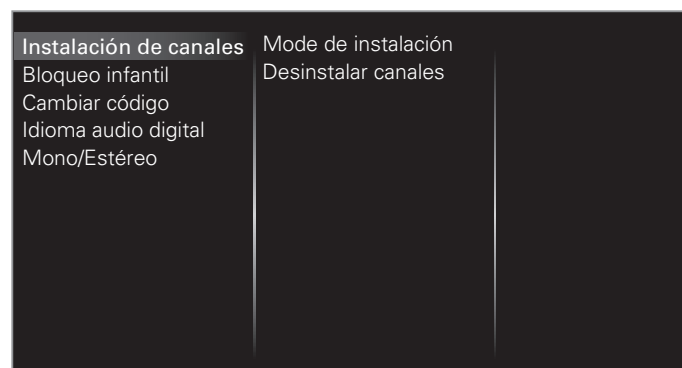 Instalación de canales
Bloqueo infantil
Cambiar código
Idioma audio digital
Mono/Estéreo
Mode de instalación
Desinstalar canales